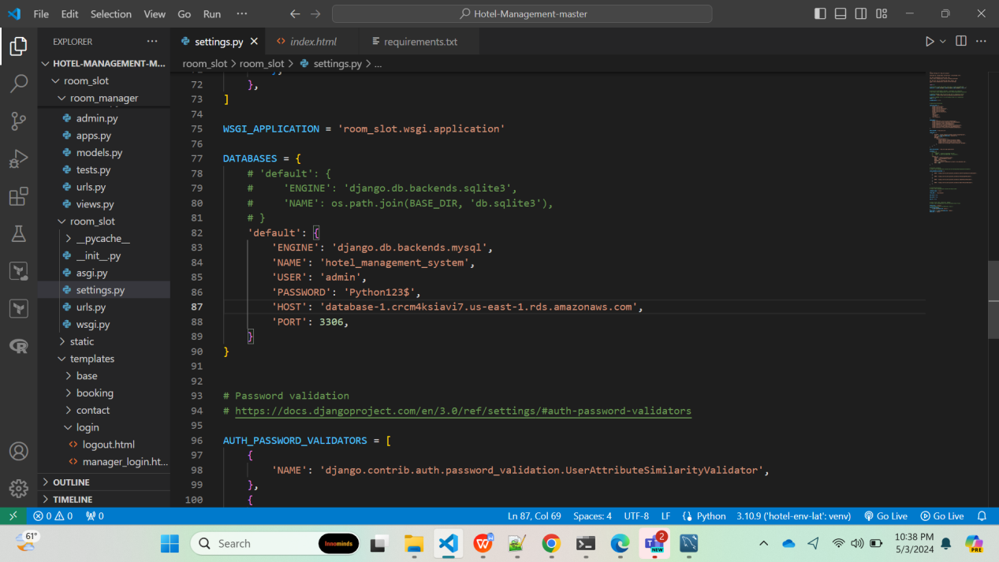 File Edit Selection View Go Run ··· Hotel-Management-master
EXPLORER ···
HOTEL-MANAGEMENT-M...
room_slot
room_manager
admin.py
apps.py
models.py
tests.py
urls.py
views.py
room_slot
__pycache__
__init__.py
asgi.py
settings.py
urls.py
wsgi.py
static
templates
base
booking
contact
login
logout.html
manager_login.ht...
OUTLINE
TIMELINE
settings.py index.html requirements.txt
room_slot > room_slot > settings.py > ...
72 },
73 ]
74
75 WSGI_APPLICATION = 'room_slot.wsgi.application'
76
77 DATABASES = {
78 # 'default': {
79 #     'ENGINE': 'django.db.backends.sqlite3',
80 #     'NAME': os.path.join(BASE_DIR, 'db.sqlite3'),
81 # }
82 'default': {
83 'ENGINE': 'django.db.backends.mysql',
84 'NAME': 'hotel_management_system',
85 'USER': 'admin',
86 'PASSWORD': 'Python123$',
87 'HOST': 'database-1.crcm4ksiavi7.us-east-1.rds.amazonaws.com',
88 'PORT': 3306,
89 }
90 }
91
92
93 # Password validation
94 # https://docs.djangoproject.com/en/3.0/ref/settings/#auth-password-validators
95
96 AUTH_PASSWORD_VALIDATORS = [
97 {
98 'NAME': 'django.contrib.auth.password_validation.UserAttributeSimilarityValidator',
99 },
100 {
0 0 0 Ln 87, Col 69 Spaces: 4 UTF-8 LF Python 3.10.9 ('hotel-env-lat': venv) Go Live Go Live
61° Search Innominds 2 NEW 10:38 PM PRE
5/3/2024